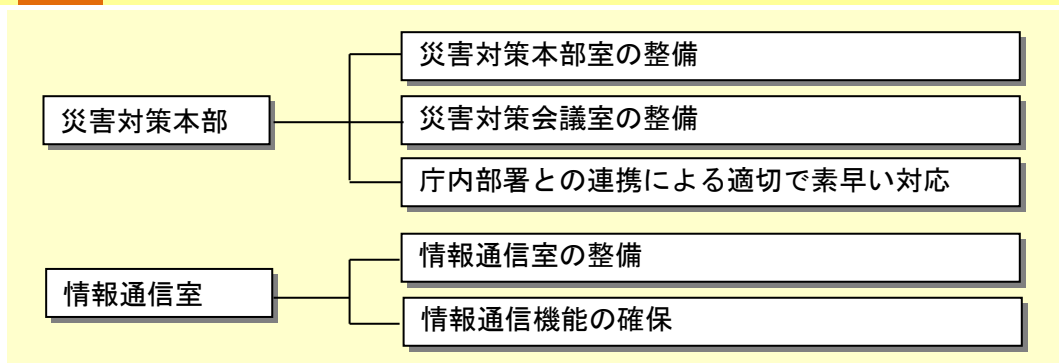 災害対策本部
災害対策本部室の整備
災害対策会議室の整備
庁内部署との連携による適切で素早い対応
情報通信室
情報通信室の整備
情報通信機能の確保